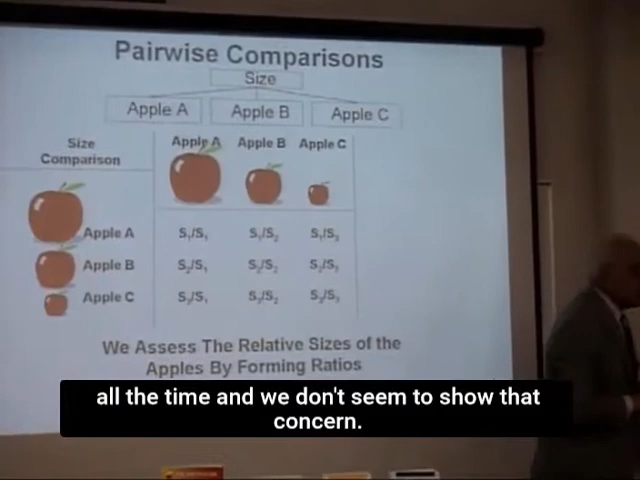 Pairwise Comparisons
Size
Apple A Apple B Apple C
Size
Comparison
Apple A Apple B Apple C
Apple A S₁/S₁ S₁/S₂ S₁/S₃
Apple B S₂/S₁ S₂/S₂ S₂/S₃
Apple C S₃/S₁ S₃/S₂ S₃/S₃
We Assess The Relative Sizes of the
Apples By Forming Ratios
all the time and we don't seem to show that
concern.